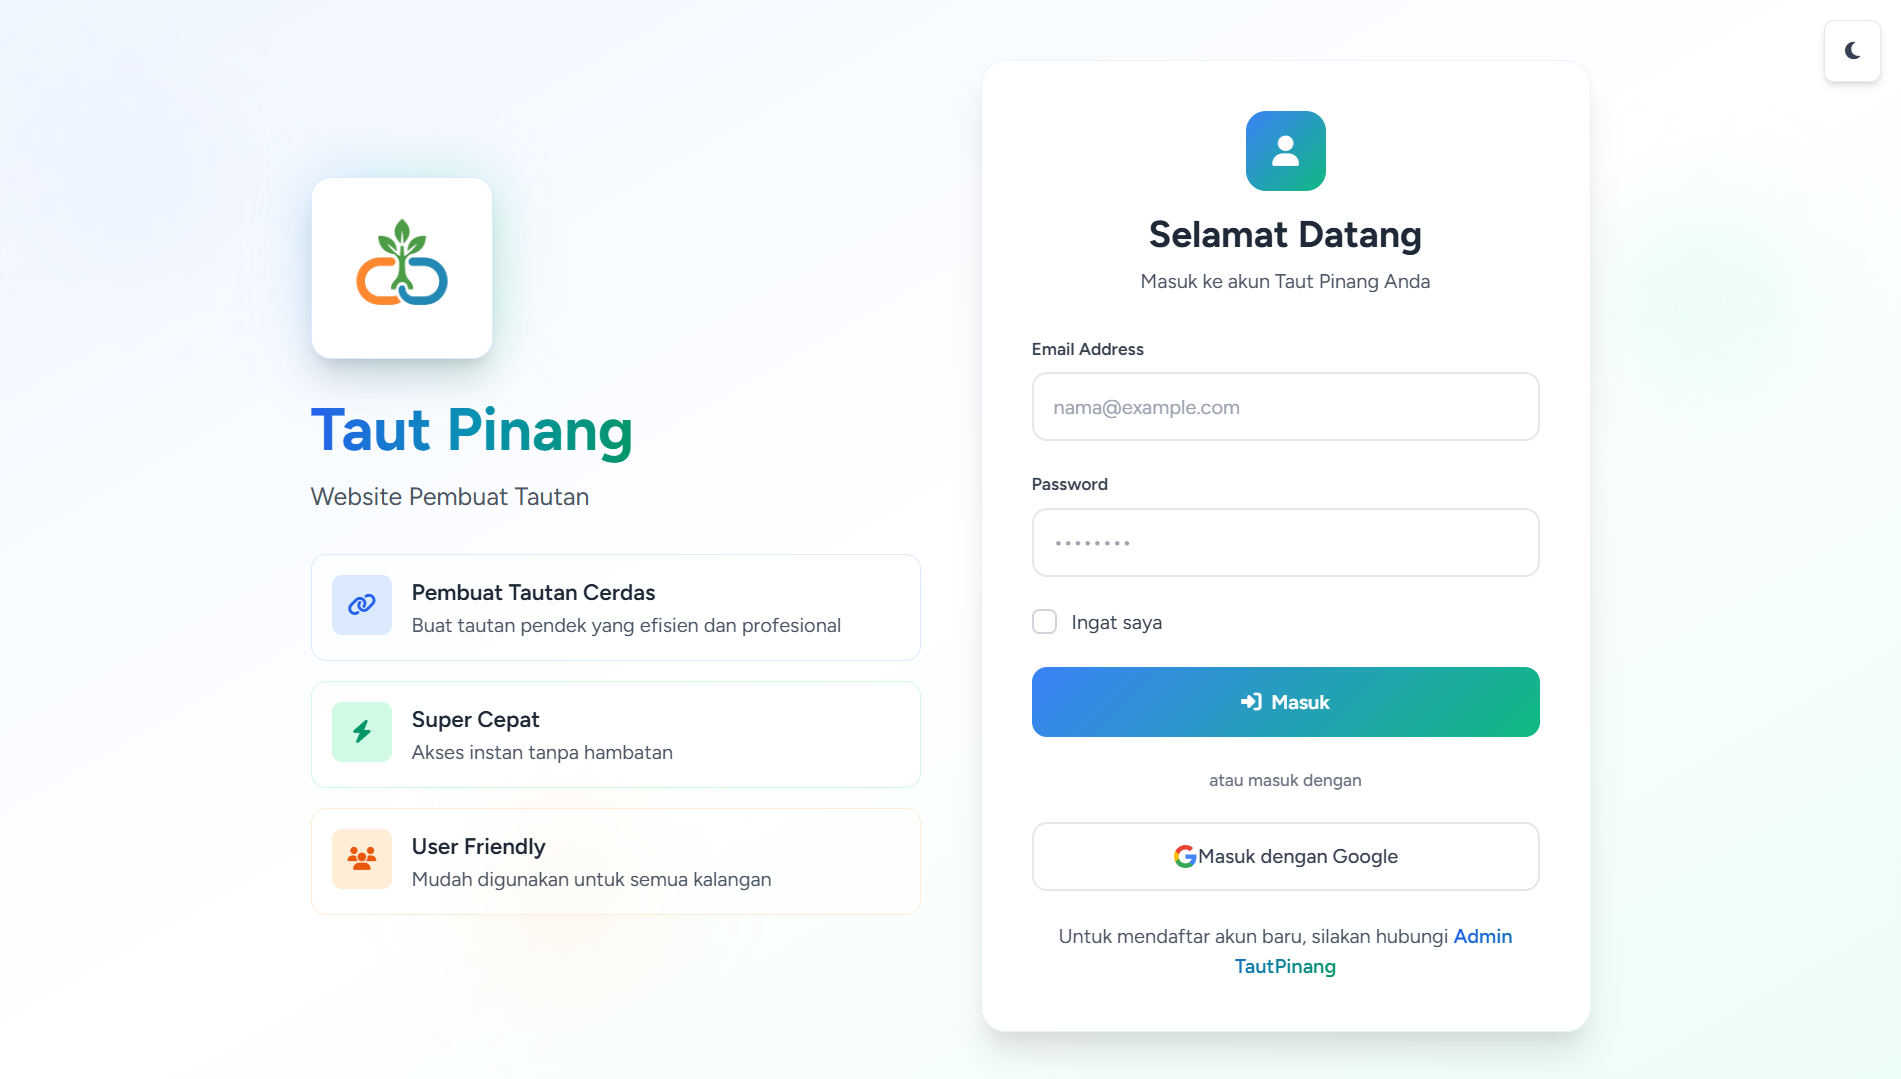 Taut Pinang
Website Pembuat Tautan
Pembuat Tautan Cerdas
Buat tautan pendek yang efisien dan profesional
Super Cepat
Akses instan tanpa hambatan
User Friendly
Mudah digunakan untuk semua kalangan
Selamat Datang
Masuk ke akun Taut Pinang Anda
Email Address
nama@example.com
Password
••••••••
Ingat saya
Masuk
atau masuk dengan
Masuk dengan Google
Untuk mendaftar akun baru, silakan hubungi Admin
TautPinang